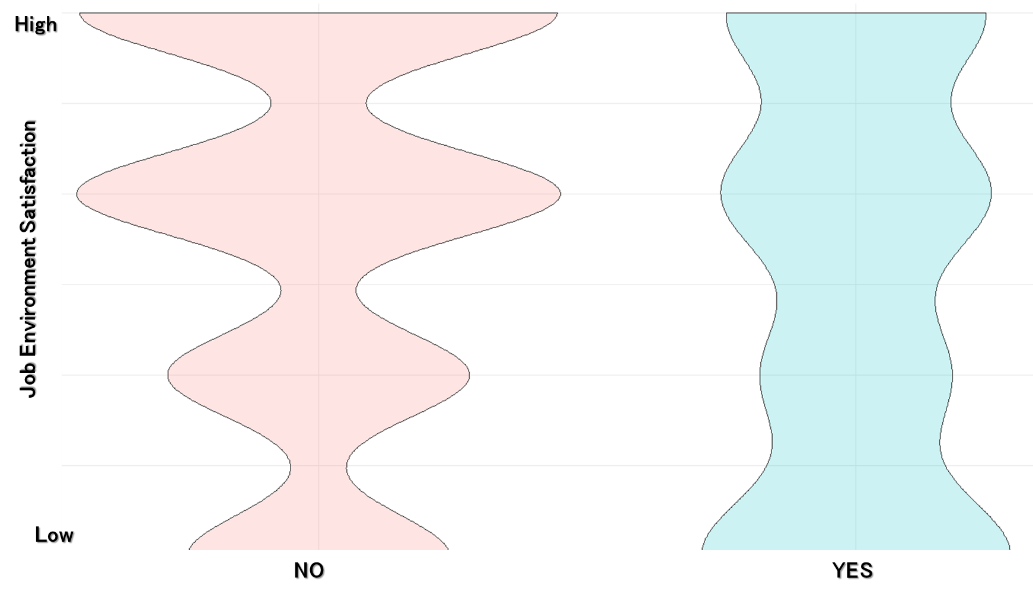 High
Job Environment Satisfaction
Low
NO
YES